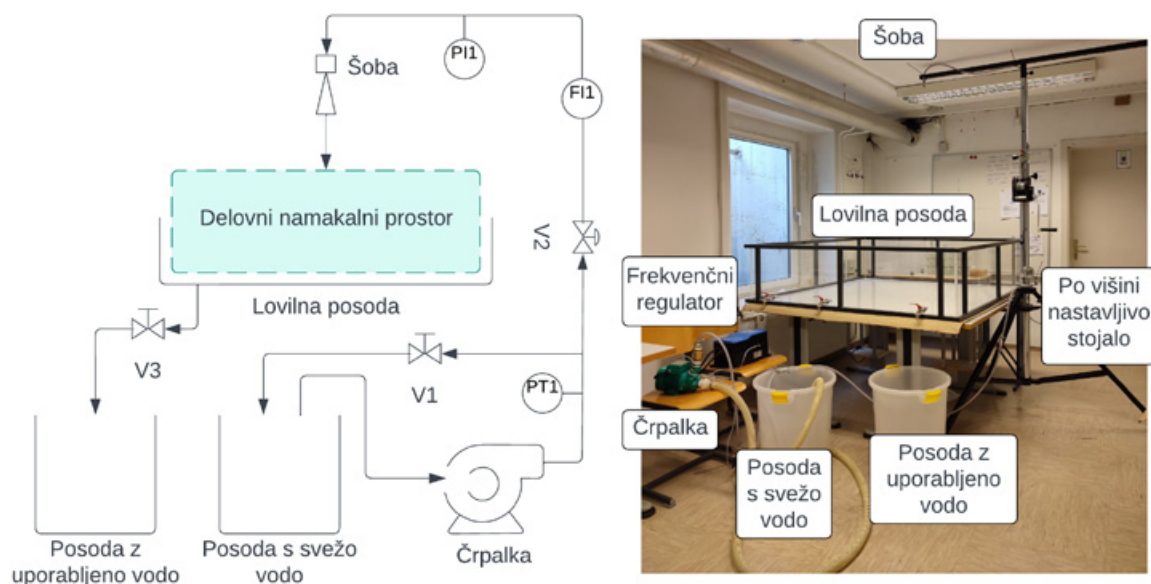 PI1
Šoba
FI1
Delovni namakalni prostor
V2
Lovilna posoda
V3
V1
PT1
Posoda z
uporabljeno vodo
Posoda s svežo
vodo
Črpalka
Šoba
Lovilna posoda
Frekvenčni
regulator
Po višini
nastavljivo
stojalo
Črpalka
Posoda
s svežo
vodo
Posoda z
uporabljeno
vodo